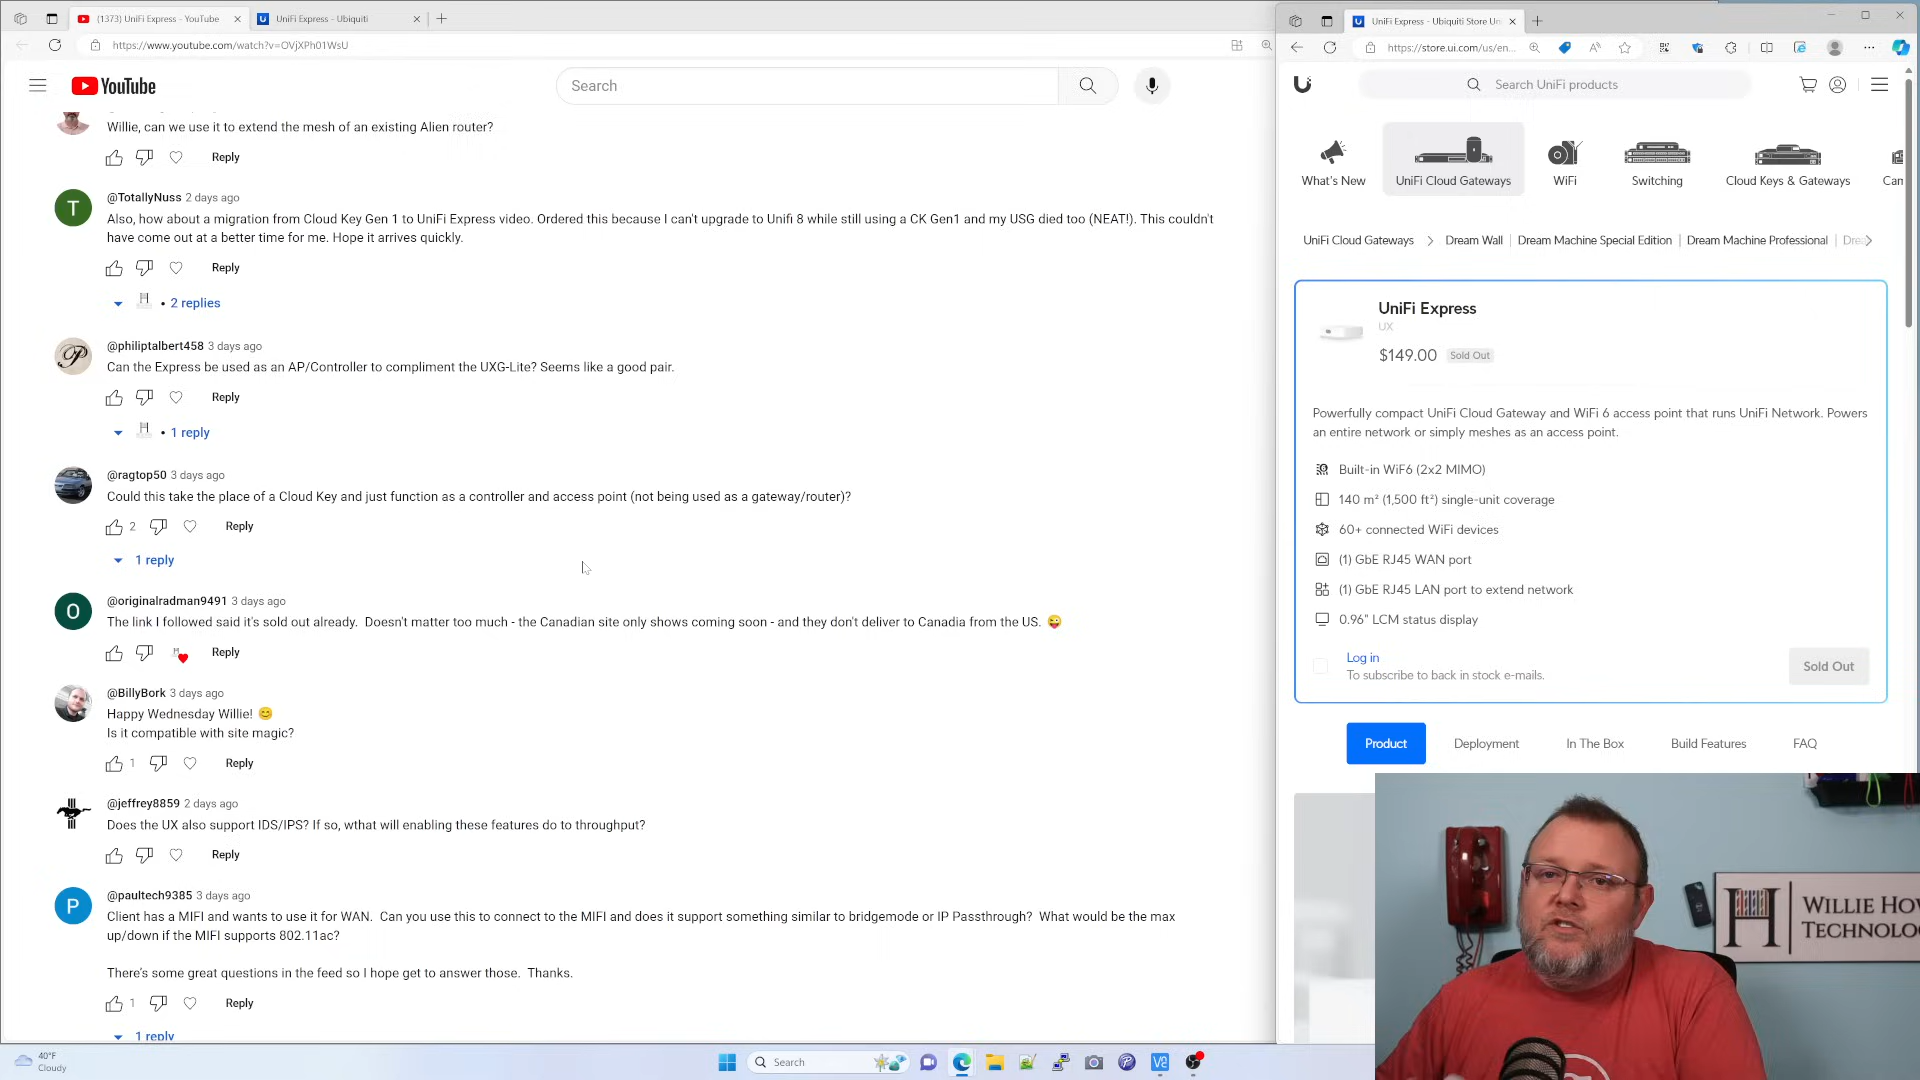 (1373) UniFi Express - YouTube
UniFi Express - Ubiquiti
https://www.youtube.com/watch?v=OVjXPh01WsU
YouTube
Search
Willie, can we use it to extend the mesh of an existing Alien router?
Reply
@TotallyNuss 2 days ago
T
Also, how about a migration from Cloud Key Gen 1 to UniFi Express video. Ordered this because I can't upgrade to Unifi 8 while still using a CK Gen1 and my USG died too (NEAT!). This couldn't
have come out at a better time for me. Hope it arrives quickly.
Reply
• 2 replies
@philiptalbert458 3 days ago
Can the Express be used as an AP/Controller to compliment the UXG-Lite? Seems like a good pair.
Reply
• 1 reply
@ragtop50 3 days ago
Could this take the place of a Cloud Key and just function as a controller and access point (not being used as a gateway/router)?
2 Reply
1 reply
@originalradman9491 3 days ago
O
The link I followed said it's sold out already. Doesn't matter too much - the Canadian site only shows coming soon - and they don't deliver to Canadia from the US. 😜
Reply
@BillyBork 3 days ago
Happy Wednesday Willie! 😊
Is it compatible with site magic?
1 Reply
@jeffrey8859 2 days ago
Does the UX also support IDS/IPS? If so, wthat will enabling these features do to throughput?
Reply
@paultech9385 3 days ago
P
Client has a MIFI and wants to use it for WAN. Can you use this to connect to the MIFI and does it support something similar to bridgemode or IP Passthrough? What would be the max
up/down if the MIFI supports 802.11ac?
There's some great questions in the feed so I hope get to answer those. Thanks.
1 Reply
1 reply
UniFi Express - Ubiquiti Store Un
https://store.ui.com/us/en...
Search UniFi products
What's New
UniFi Cloud Gateways
WiFi
Switching
Cloud Keys & Gateways
Cam
UniFi Cloud Gateways > Dream Wall | Dream Machine Special Edition | Dream Machine Professional | Drea
UniFi Express
UX
$149.00 Sold Out
Powerfully compact UniFi Cloud Gateway and WiFi 6 access point that runs UniFi Network. Powers
an entire network or simply meshes as an access point.
Built-in WiF6 (2x2 MIMO)
140 m² (1,500 ft²) single-unit coverage
60+ connected WiFi devices
(1) GbE RJ45 WAN port
(1) GbE RJ45 LAN port to extend network
0.96" LCM status display
Log in
To subscribe to back in stock e-mails.
Sold Out
Product
Deployment
In The Box
Build Features
FAQ
WILLIE HOW
TECHNOLO
40°F
Cloudy
Search